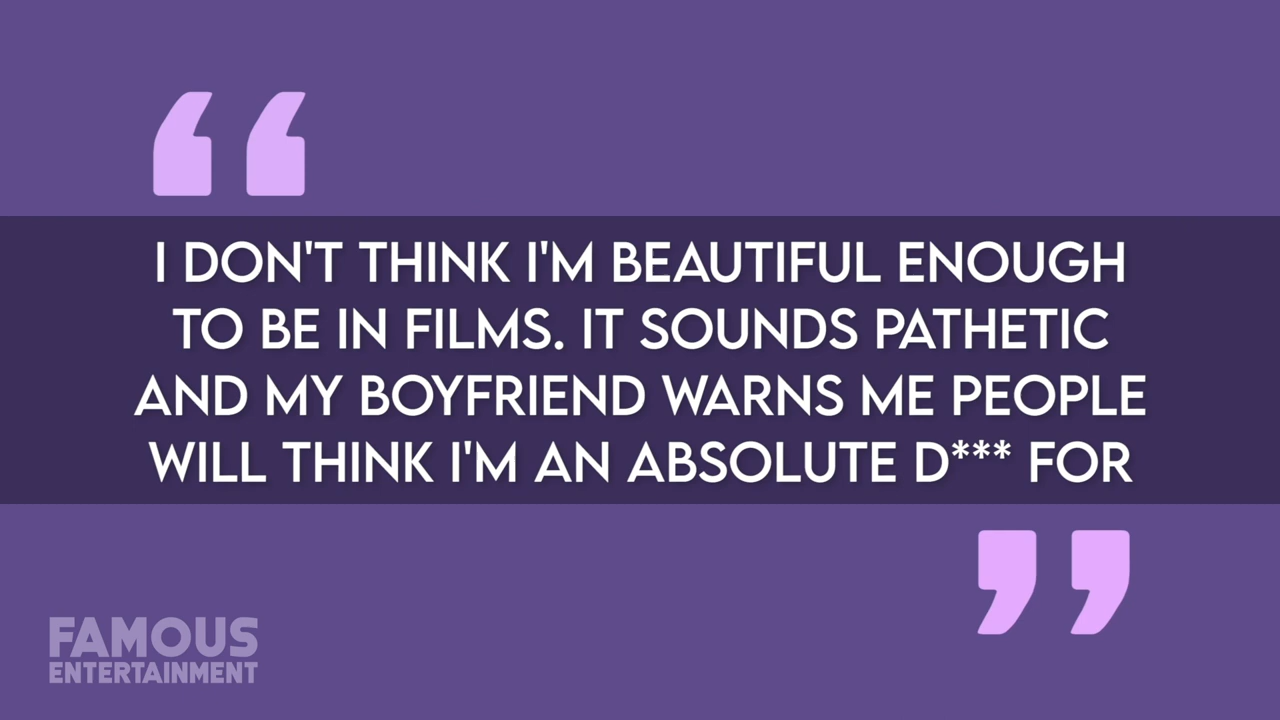 I DON'T THINK I'M BEAUTIFUL ENOUGH
TO BE IN FILMS. IT SOUNDS PATHETIC
AND MY BOYFRIEND WARNS ME PEOPLE
WILL THINK I'M AN ABSOLUTE D*** FOR
FAMOUS
ENTERTAINMENT